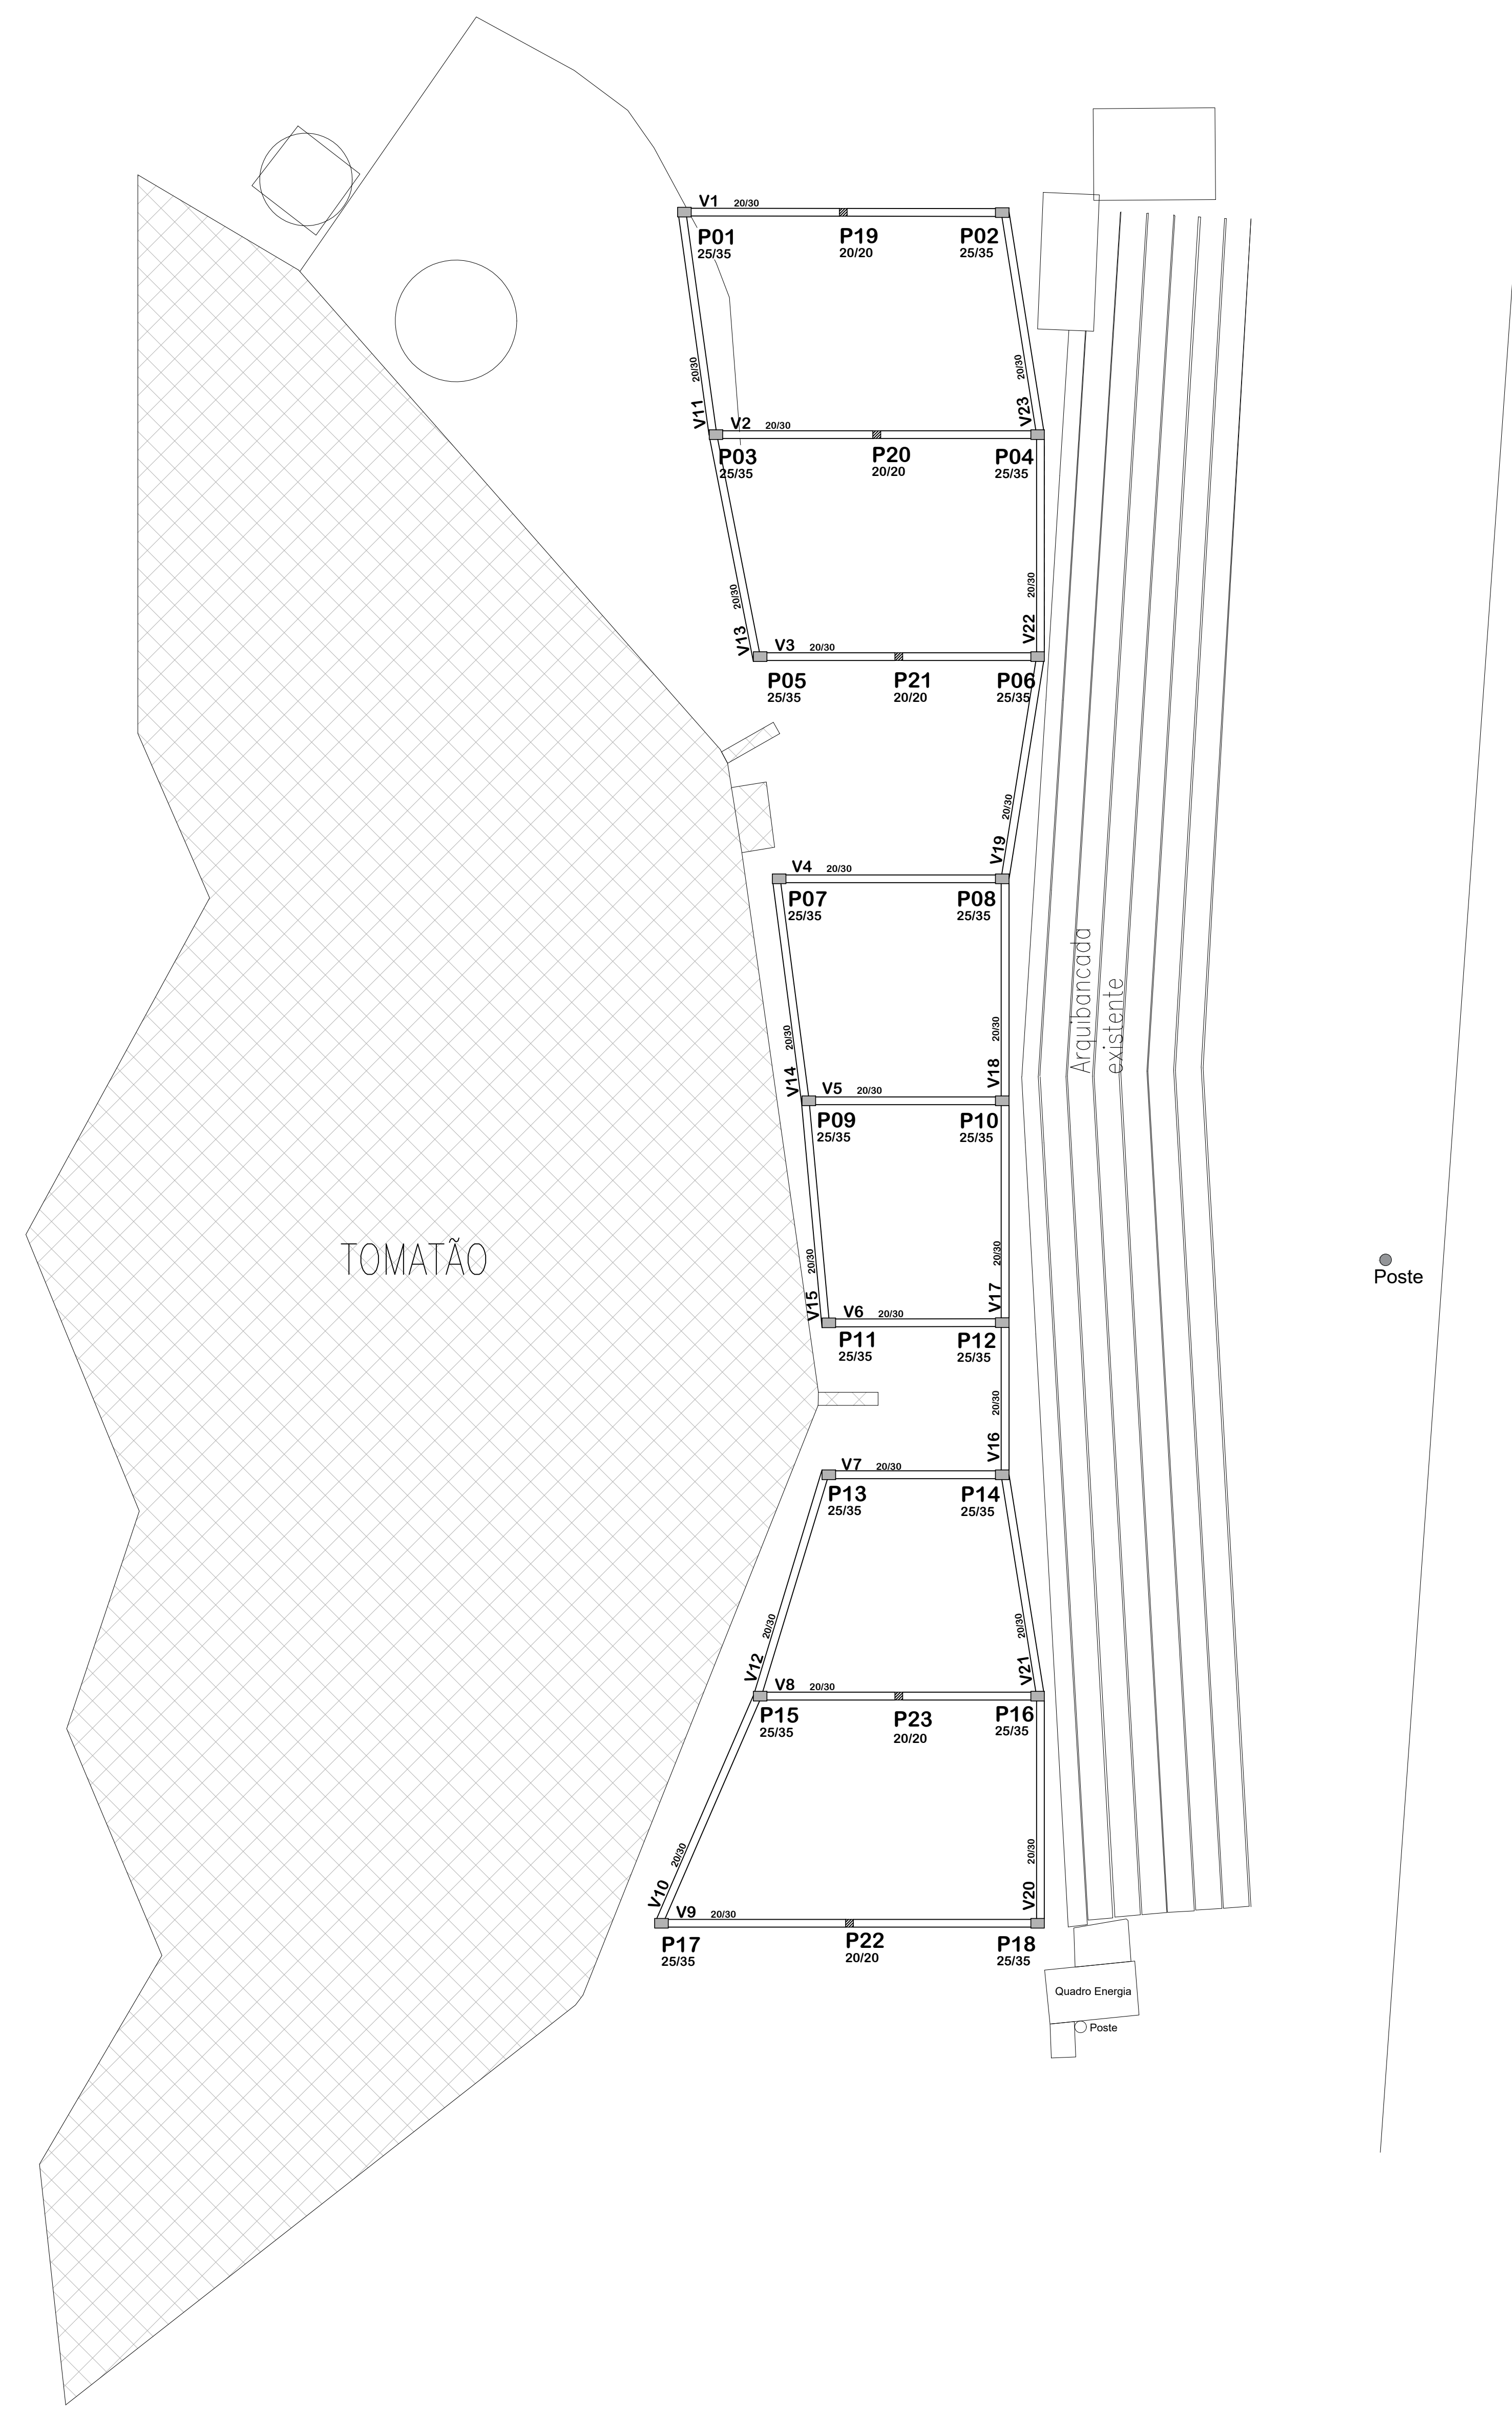 V1 20/30
P01
25/35
P19
20/20
P02
25/35
20/30
V11
20/30
V23
V2 20/30
P03
25/35
P20
20/20
P04
25/35
20/30
V13
20/30
V22
V3 20/30
P05
25/35
P21
20/20
P06
25/35
20/30
V19
V4 20/30
P07
25/35
P08
25/35
Arquibancada
existente
20/30
V14
20/30
V18
V5 20/30
P09
25/35
P10
25/35
TOMATÃO
20/30
V15
20/30
V17
Poste
V6 20/30
P11
25/35
P12
25/35
20/30
V16
V7 20/30
P13
25/35
P14
25/35
20/30
V12
20/30
V21
V8 20/30
P15
25/35
P23
20/20
P16
25/35
20/30
V10
20/30
V20
V9 20/30
P17
25/35
P22
20/20
P18
25/35
Quadro Energia
Poste